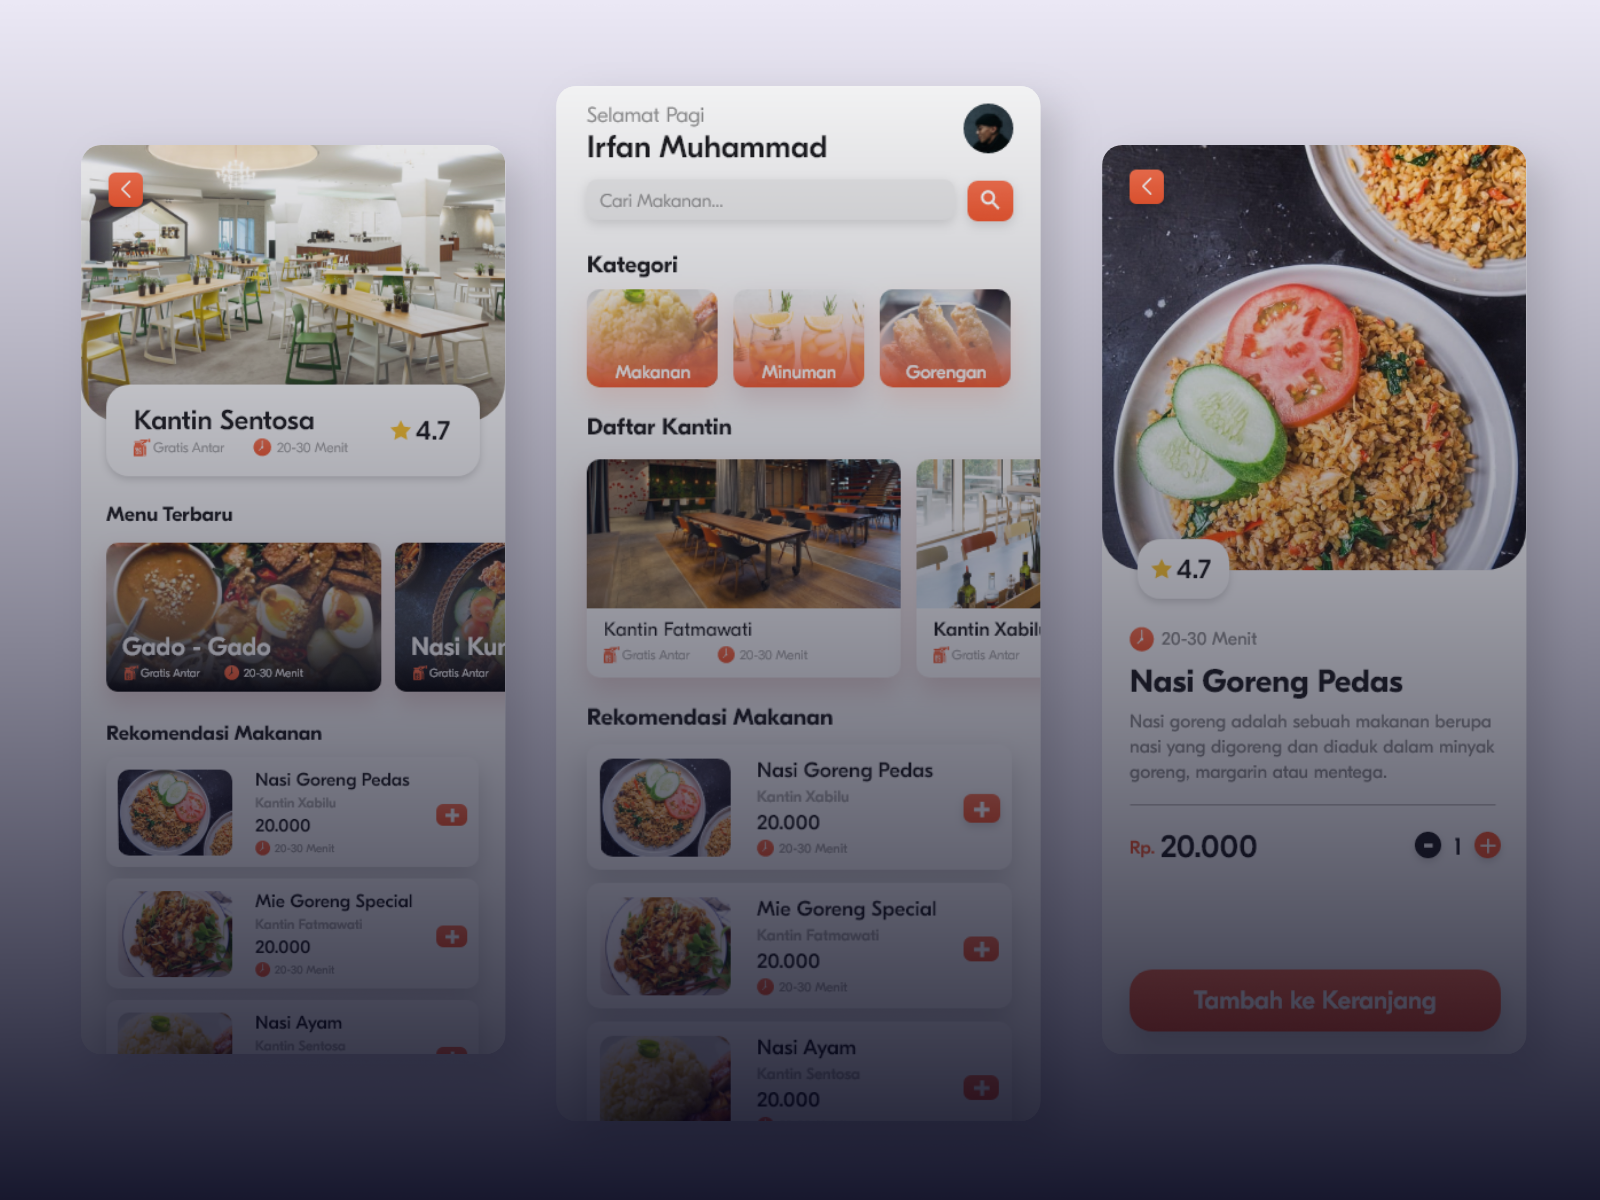 Kantin Sentosa
4.7
Gratis Antar
20-30 Menit
Menu Terbaru
Gado - Gado
Gratis Antar
20-30 Menit
Nasi Kur
Gratis Antar
Rekomendasi Makanan
Nasi Goreng Pedas
Kantin Xabilu
20.000
20-30 Menit
Mie Goreng Special
Kantin Fatmawati
20.000
20-30 Menit
Nasi Ayam
Kantin Sentosa
Selamat Pagi
Irfan Muhammad
Cari Makanan...
Kategori
Makanan
Minuman
Gorengan
Daftar Kantin
Kantin Fatmawati
Gratis Antar
20-30 Menit
Kantin Xabil
Gratis Antar
Rekomendasi Makanan
Nasi Goreng Pedas
Kantin Xabilu
20.000
20-30 Menit
Mie Goreng Special
Kantin Fatmawati
20.000
20-30 Menit
Nasi Ayam
Kantin Sentosa
20.000
4.7
20-30 Menit
Nasi Goreng Pedas
Nasi goreng adalah sebuah makanan berupa
nasi yang digoreng dan diaduk dalam minyak
goreng, margarin atau mentega.
Rp. 20.000
- 1 +
Tambah ke Keranjang